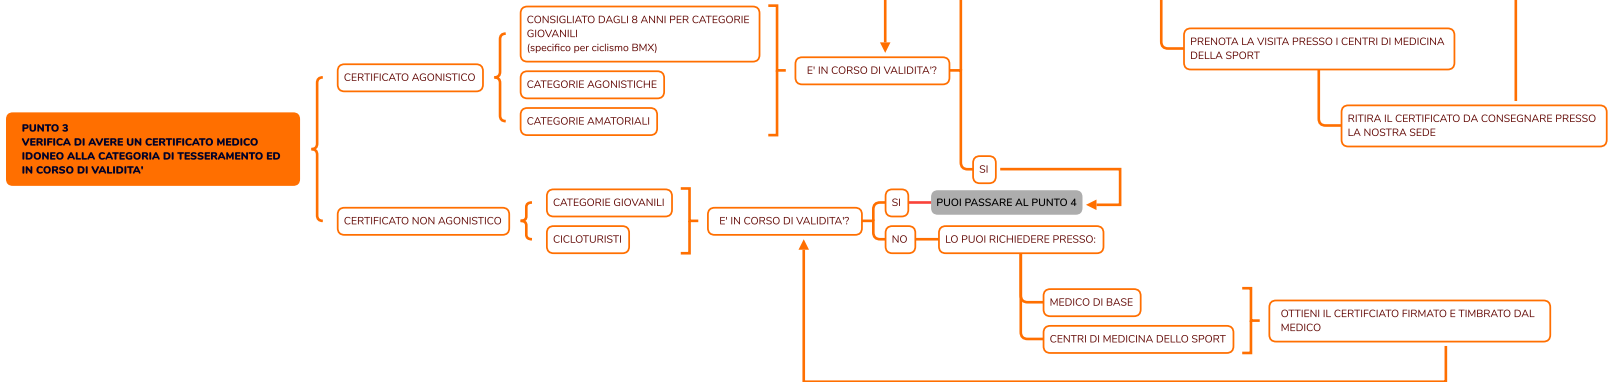 PUNTO 3
VERIFICA DI AVERE UN CERTIFICATO MEDICO
IDONEO ALLA CATEGORIA DI TESSERAMENTO ED
IN CORSO DI VALIDITA'
CERTIFICATO AGONISTICO
CONSIGLIATO DAGLI 8 ANNI PER CATEGORIE
GIOVANILI
(specifico per ciclismo BMX)
CATEGORIE AGONISTICHE
CATEGORIE AMATORIALI
E' IN CORSO DI VALIDITA'?
PRENOTA LA VISITA PRESSO I CENTRI DI MEDICINA
DELLA SPORT
RITIRA IL CERTIFICATO DA CONSEGNARE PRESSO
LA NOSTRA SEDE
SI
CERTIFICATO NON AGONISTICO
CATEGORIE GIOVANILI
CICLOTURISTI
E' IN CORSO DI VALIDITA'?
SI
PUOI PASSARE AL PUNTO 4
NO
LO PUOI RICHIEDERE PRESSO:
MEDICO DI BASE
CENTRI DI MEDICINA DELLO SPORT
OTTIENI IL CERTIFCIATO FIRMATO E TIMBRATO DAL
MEDICO